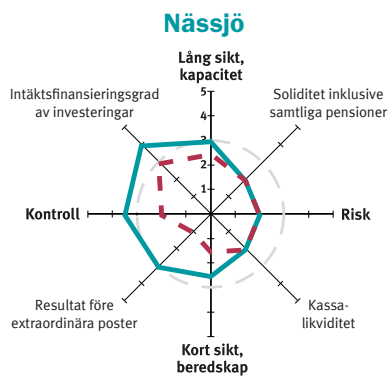 Nässjö
Lång sikt,
kapacitet
Intäktsfinansieringsgrad
av investeringar
Soliditet inklusive
samtliga pensioner
5
4
3
2
1
Kontroll
Risk
Resultat före
extraordinära poster
Kassa-
likviditet
Kort sikt,
beredskap